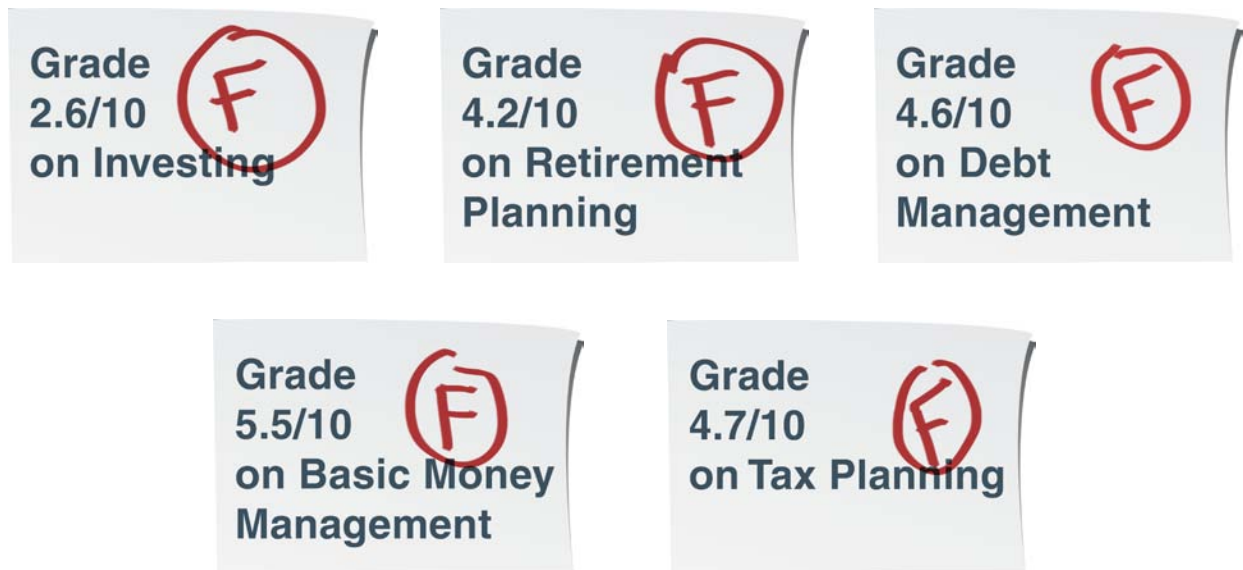 Grade
2.6/10
on Investing
F
Grade
4.2/10
on Retirement
Planning
F
Grade
4.6/10
on Debt
Management
F
Grade
5.5/10
on Basic Money
Management
F
Grade
4.7/10
on Tax Planning
F